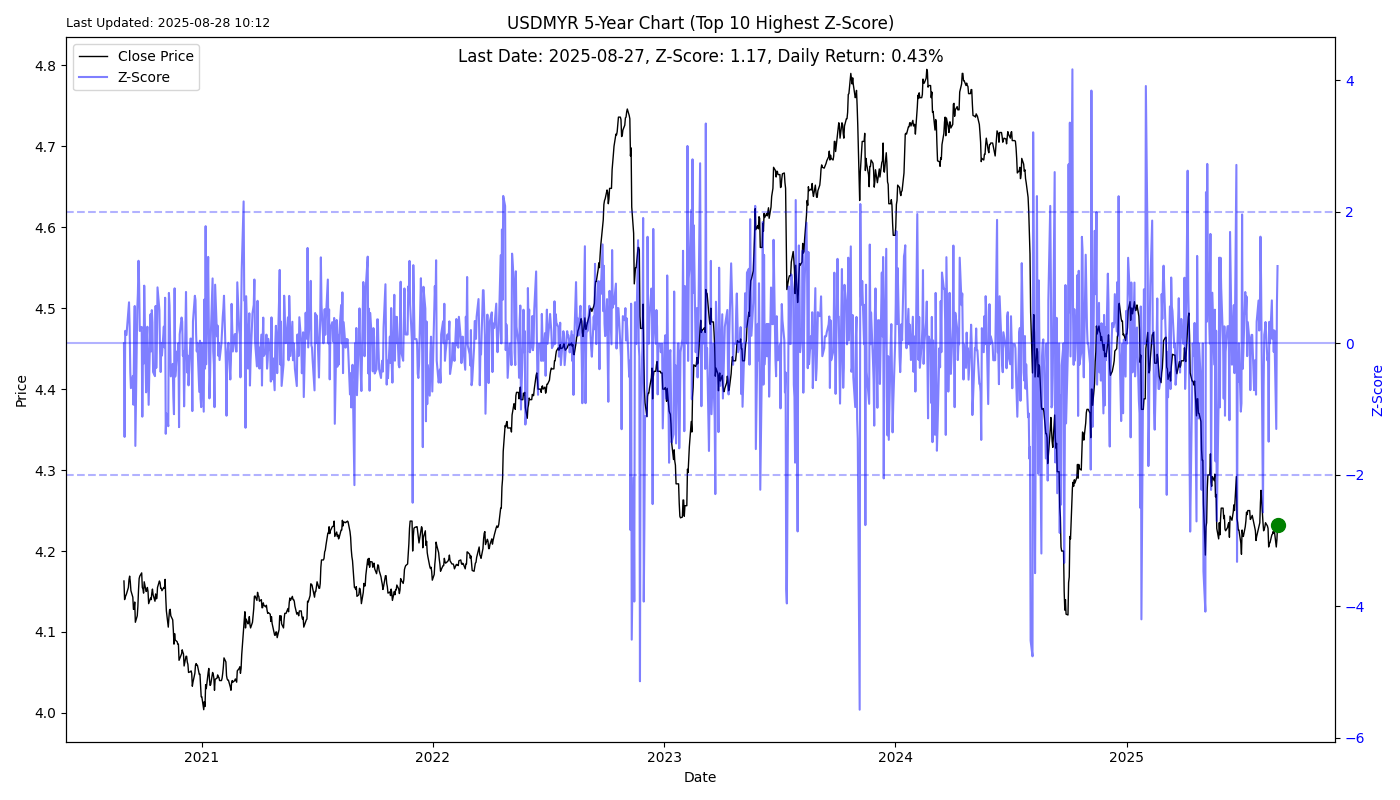 Last Updated: 2025-08-28 10:12
USDMYR 5-Year Chart (Top 10 Highest Z-Score)
Last Date: 2025-08-27, Z-Score: 1.17, Daily Return: 0.43%
Close Price
Z-Score
4.8
4.7
4.6
4.5
4.4
4.3
4.2
4.1
4.0
Price
4
2
0
−2
−4
−6
Z-Score
2021
2022
2023
2024
2025
Date